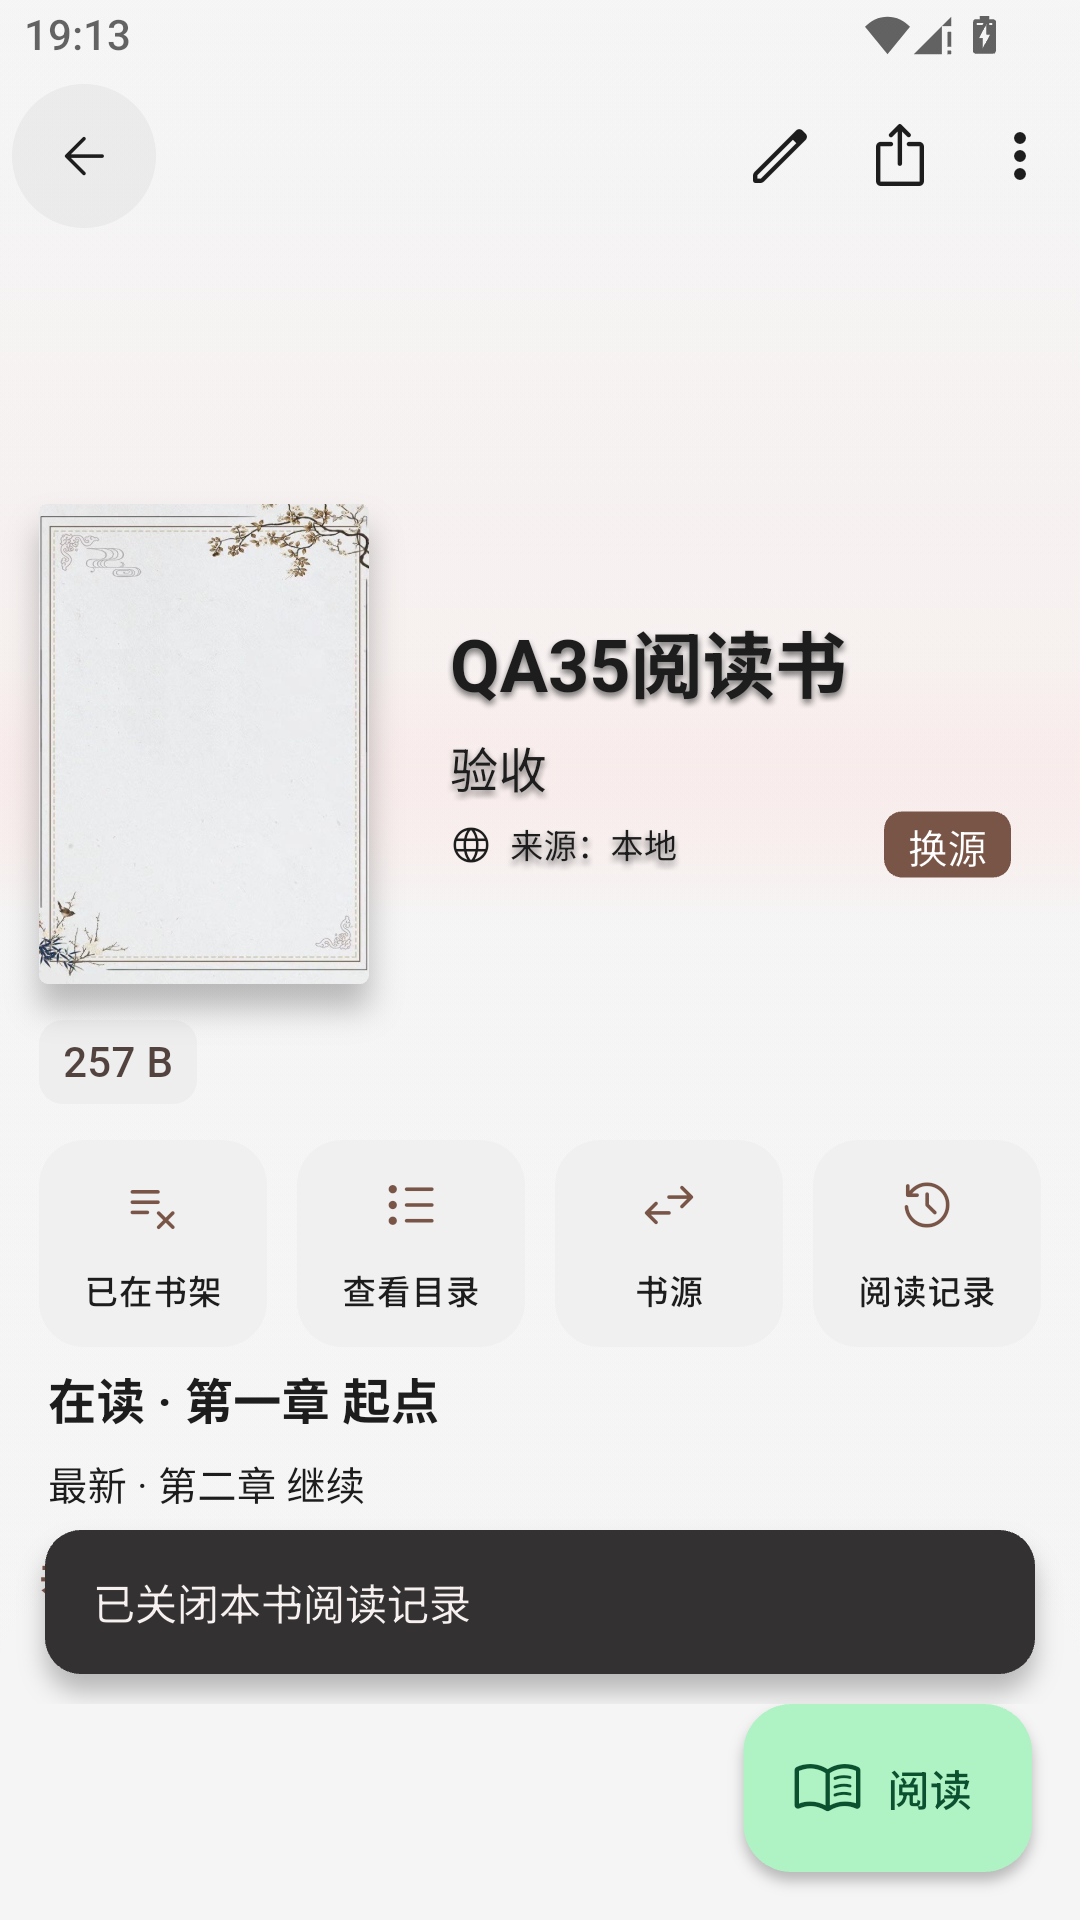 19:13
QA35阅读书
验收
来源：本地
换源
257 B
已在书架
查看目录
书源
阅读记录
在读 · 第一章 起点
最新 · 第二章 继续
已关闭本书阅读记录
阅读